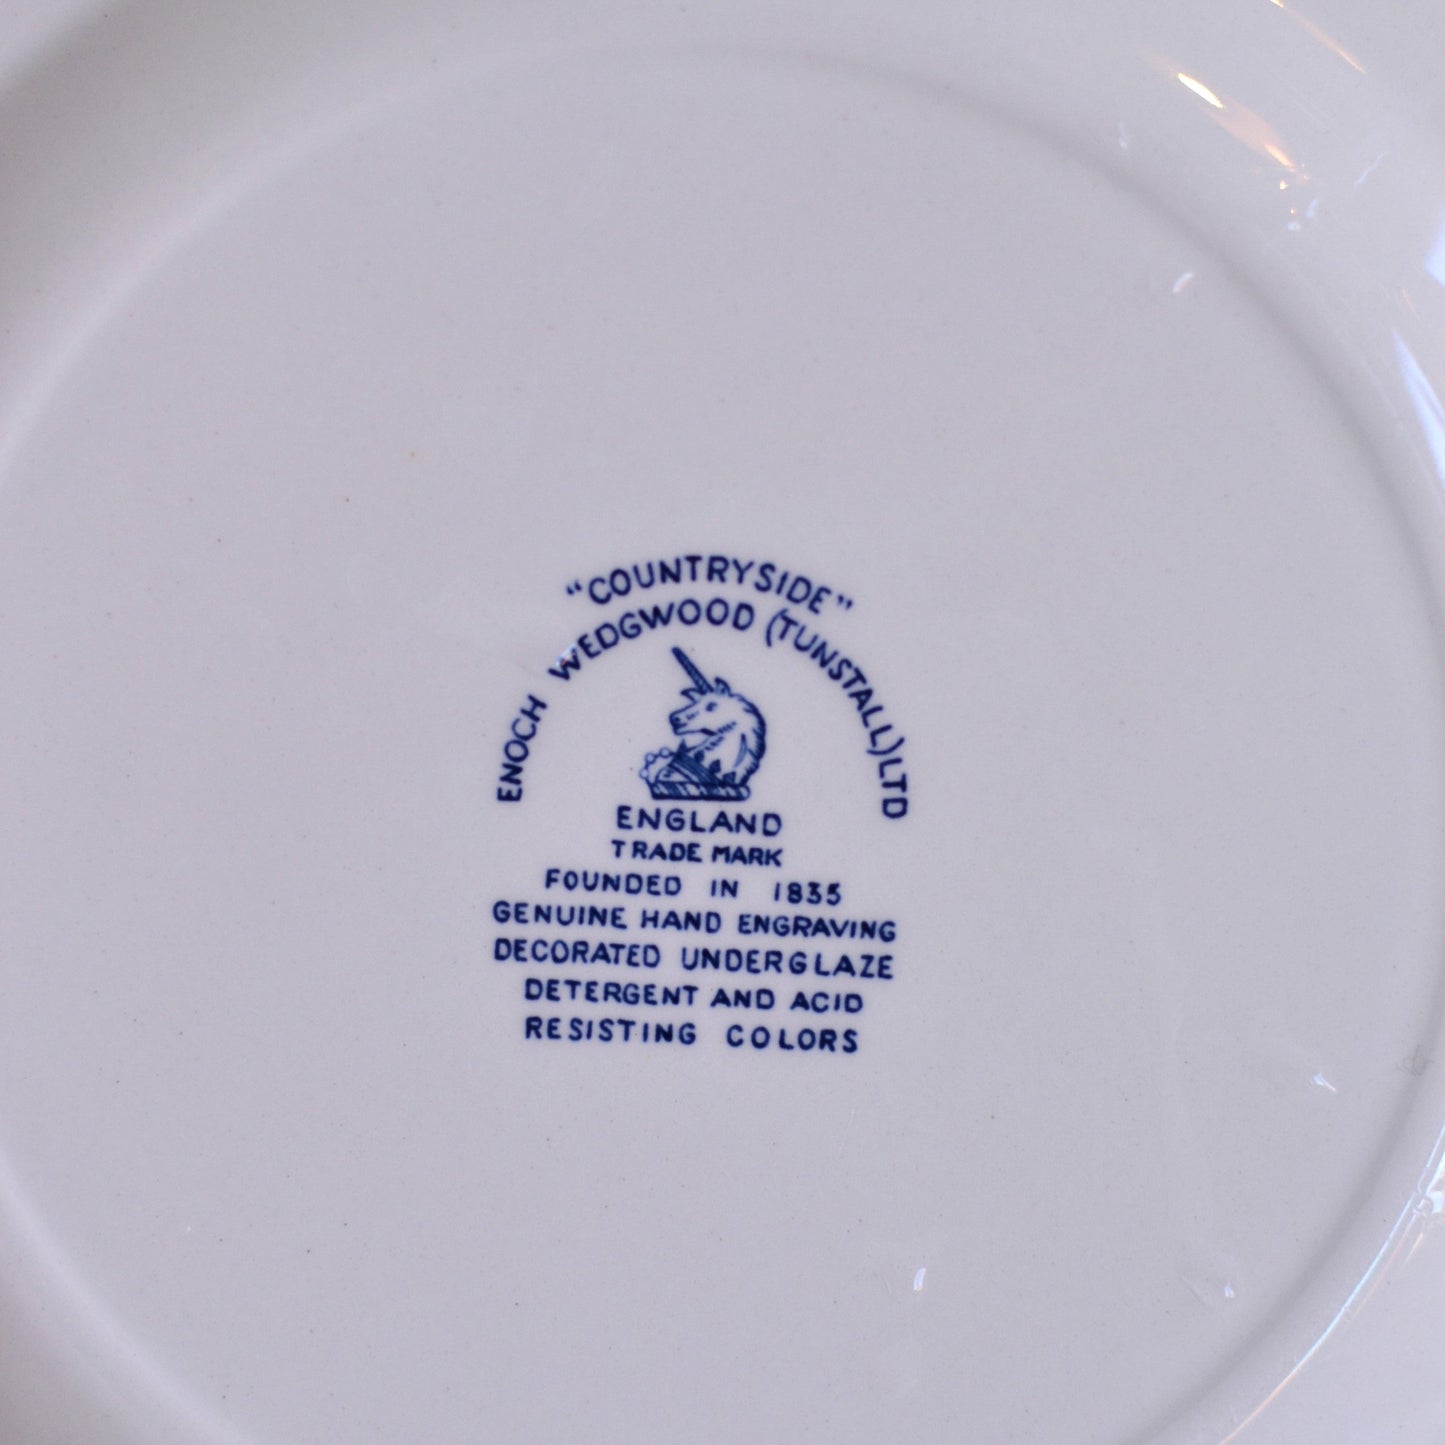 "COUNTRYSIDE"
ENOCH WEDGWOOD (TUNSTALL) LTD
ENGLAND
TRADE MARK
FOUNDED IN 1835
GENUINE HAND ENGRAVING
DECORATED UNDERGLAZE
DETERGENT AND ACID
RESISTING COLORS